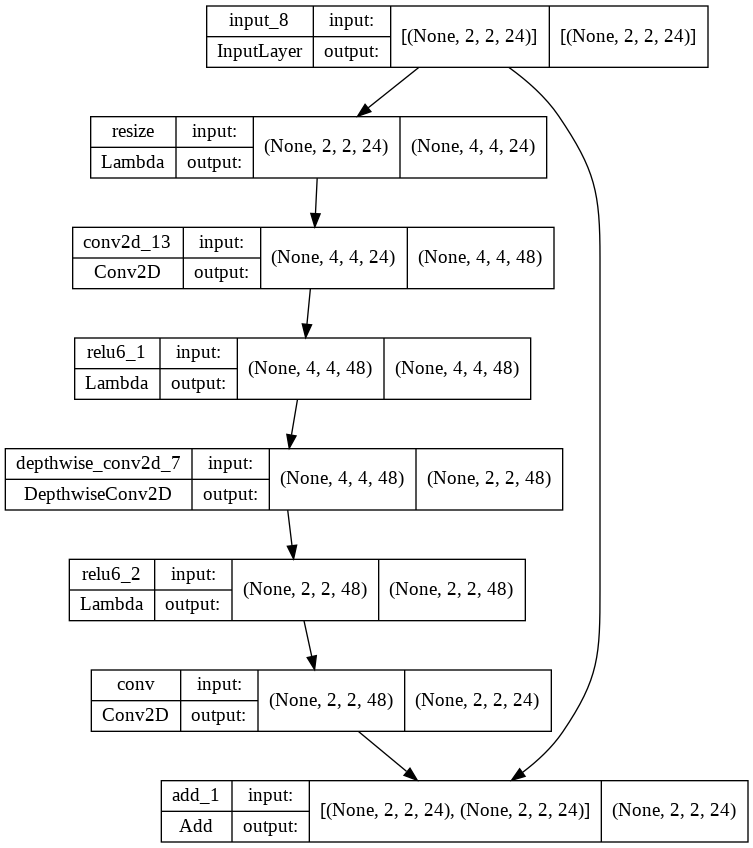 input_8 input: [(None, 2, 2, 24)] [(None, 2, 2, 24)]
InputLayer output:
resize input: (None, 2, 2, 24) (None, 4, 4, 24)
Lambda output:
conv2d_13 input: (None, 4, 4, 24) (None, 4, 4, 48)
Conv2D output:
relu6_1 input: (None, 4, 4, 48) (None, 4, 4, 48)
Lambda output:
depthwise_conv2d_7 input: (None, 4, 4, 48) (None, 2, 2, 48)
DepthwiseConv2D output:
relu6_2 input: (None, 2, 2, 48) (None, 2, 2, 48)
Lambda output:
conv input: (None, 2, 2, 48) (None, 2, 2, 24)
Conv2D output:
add_1 input: [(None, 2, 2, 24), (None, 2, 2, 24)] (None, 2, 2, 24)
Add output: